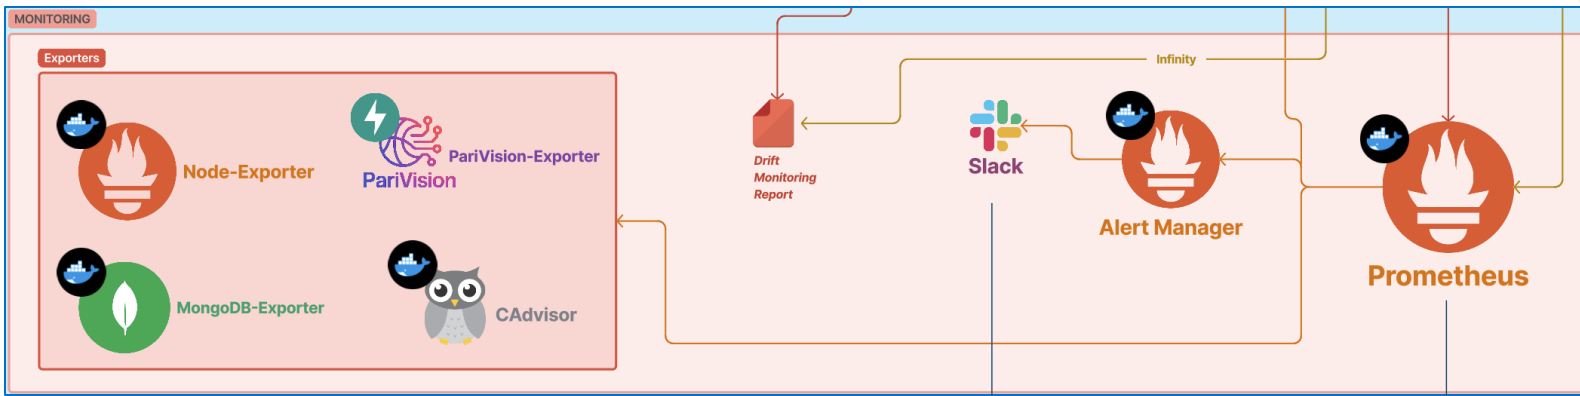 MONITORING
Exporters
Infinity
Node-Exporter
PariVision-Exporter
PariVision
Drift
Monitoring
Report
Slack
Alert Manager
Prometheus
MongoDB-Exporter
CAdvisor